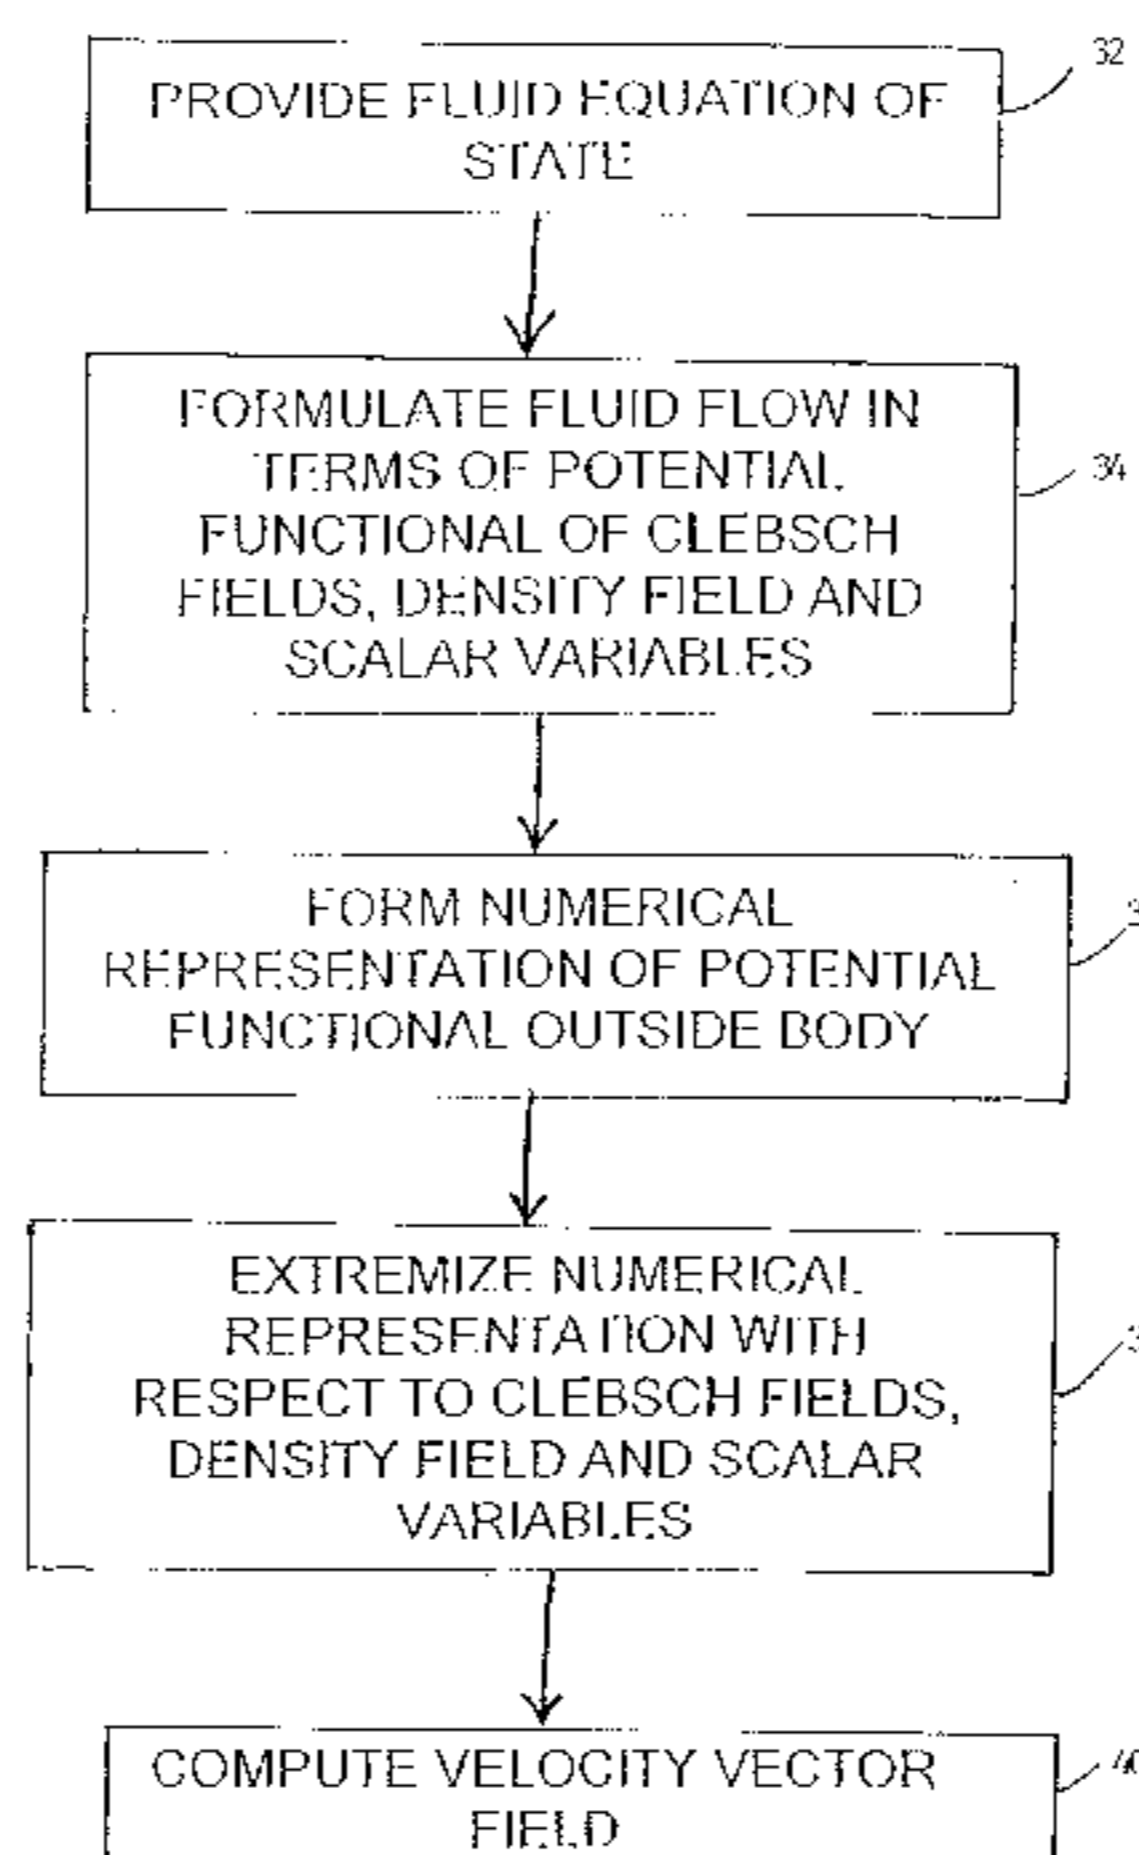 32
PROVIDE FLUID EQUATION OF
STATE
FORMULATE FLUID FLOW IN
TERMS OF POTENTIAL
FUNCTIONAL OF CLEBSCH
FIELDS, DENSITY FIELD AND
SCALAR VARIABLES
34
FORM NUMERICAL
REPRESENTATION OF POTENTIAL
FUNCTIONAL OUTSIDE BODY
EXTREMIZE NUMERICAL
REPRESENTATION WITH
RESPECT TO CLEBSCH FIELDS,
DENSITY FIELD AND SCALAR
VARIABLES
COMPUTE VELOCITY VECTOR
FIELD
40